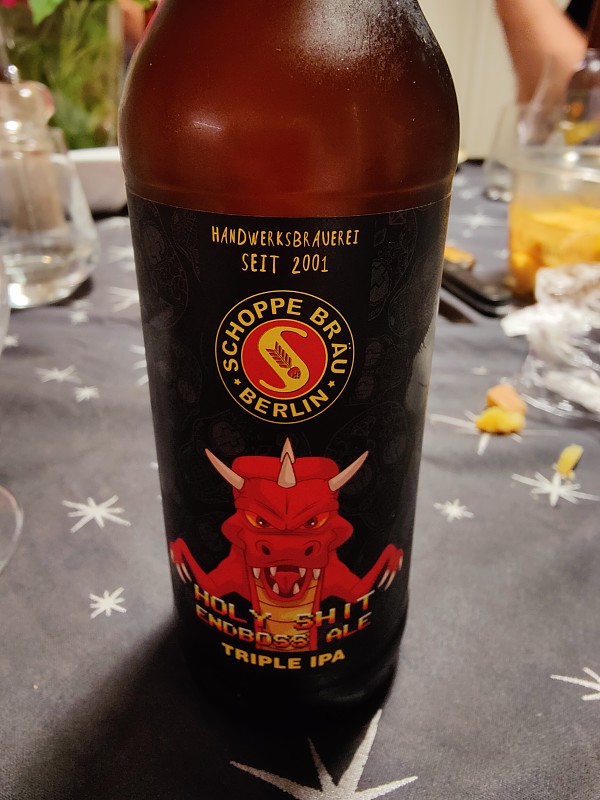 HANDWERKSBRAUEREI
SEIT 2001
SCHOPPE BRÄU
BERLIN
S
HOLY SHIT
ENDBOSS ALE
TRIPLE IPA